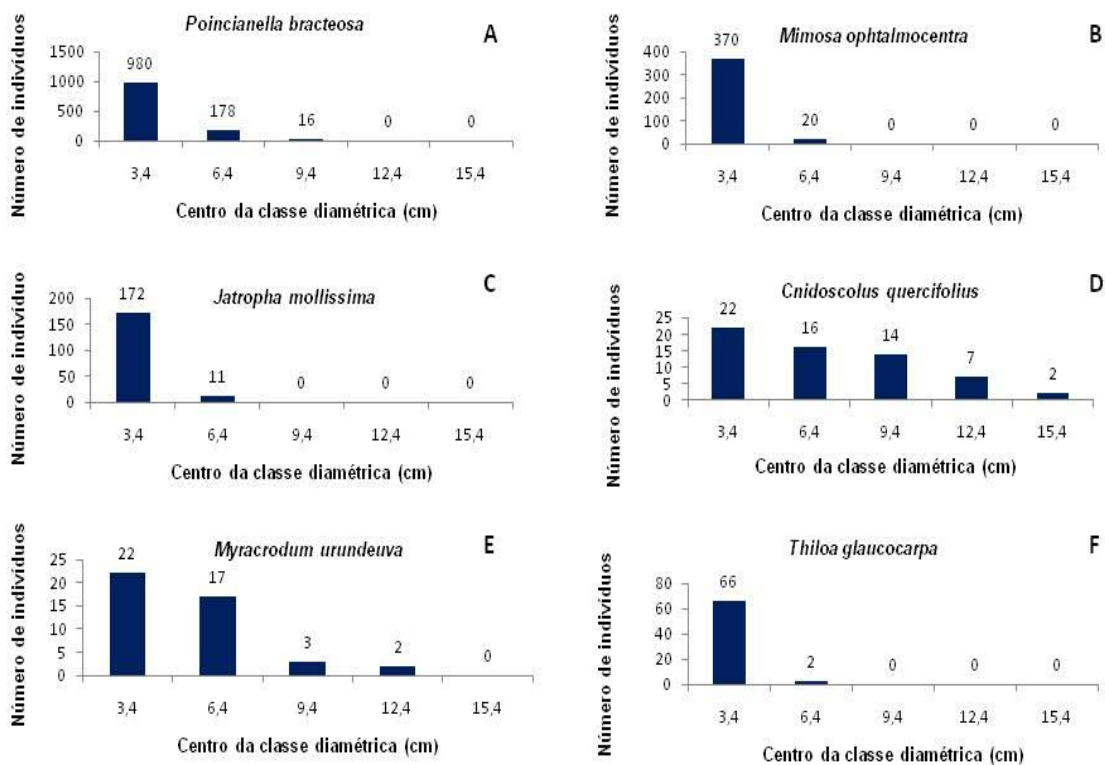 Poincianella bracteosa
A
Número de indivíduos
1500
1000
500
0
980
178
16
0
0
3,4 6,4 9,4 12,4 15,4
Centro da classe diamétrica (cm)
Mimosa ophtalmocentra
B
Número de indivíduos
400
300
200
100
0
370
20
0
0
0
3,4 6,4 9,4 12,4 15,4
Centro da classe diamétrica (cm)
Jatropha mollissima
C
Número de indivíduo
200
150
100
50
0
172
11
0
0
0
3,4 6,4 9,4 12,4 15,4
Centro da classe diamétrica (cm)
Cnidoscolus quercifolius
D
Número de indivíduos
25
20
15
10
5
0
22
16
14
7
2
3,4 6,4 9,4 12,4 15,4
Centro da classe diamétrica (cm)
Myracrodum urundeuva
E
Número de indivíduos
25
20
15
10
5
0
22
17
3
2
0
3,4 6,4 9,4 12,4 15,4
Centro da classe diamétrica (cm)
Thiloa glaucocarpa
F
Número de indivíduos
80
60
40
20
0
66
2
0
0
0
3,4 6,4 9,4 12,4 15,4
Centro da classe diamétrica (cm)